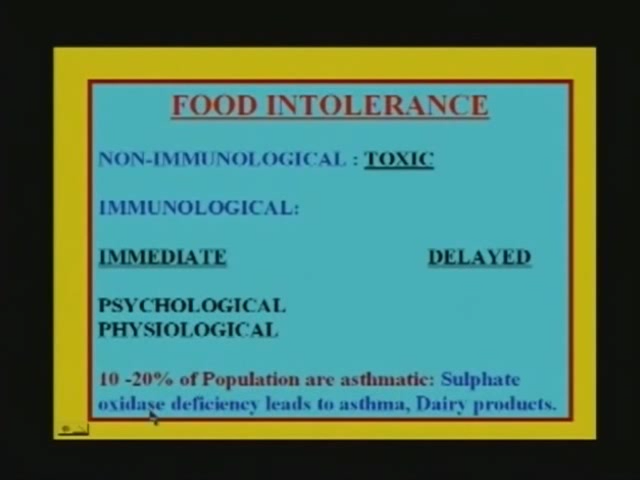 FOOD INTOLERANCE
NON-IMMUNOLOGICAL : TOXIC
IMMUNOLOGICAL:
IMMEDIATE DELAYED
PSYCHOLOGICAL
PHYSIOLOGICAL
10 -20% of Population are asthmatic: Sulphate
oxidase deficiency leads to asthma, Dairy products.